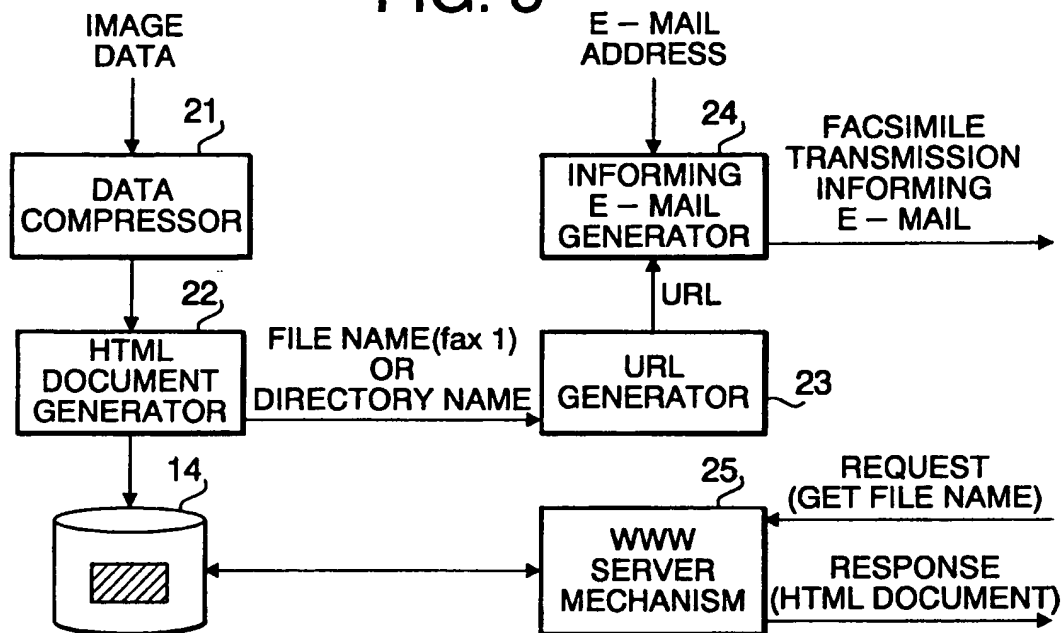 FIG.
IMAGE
DATA
21
DATA
COMPRESSOR
22
HTML
DOCUMENT
GENERATOR
FILE NAME(fax 1)
OR
DIRECTORY NAME
14
E – MAIL
ADDRESS
24
INFORMING
E – MAIL
GENERATOR
FACSIMILE
TRANSMISSION
INFORMING
E – MAIL
URL
URL
GENERATOR
23
25
WWW
SERVER
MECHANISM
REQUEST
(GET FILE NAME)
RESPONSE
(HTML DOCUMENT)